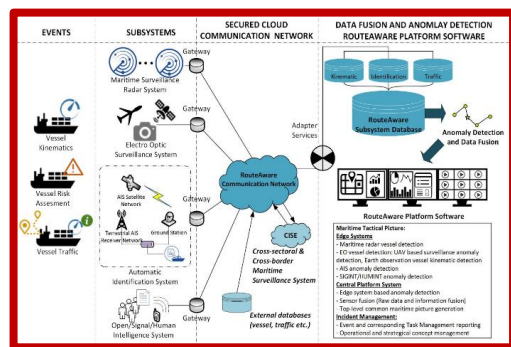 EVENTS
SUBSYSTEMS
SECURED CLOUD
COMMUNICATION NETWORK
DATA FUSION AND ANOMLAY DETECTION
ROUTEAWARE PLATFORM SOFTWARE
Vessel
Kinematics
Vessel Risk
Assesment
Vessel Traffic
Maritime Surveillance
Radar System
Electro Optic
Surveillance System
AIS Satellite
Network
Ground Station
Terrestrial AIS
Receiver Network
Automatic
Identification System
Open/Signal/Human
Intelligence System
Gateway
Gateway
Gateway
Gateway
RouteAware
Communication Network
CISE
Cross-sectoral &
Cross-border
Maritime
Surveillance System
External databases
(vessel, traffic etc.)
Adapter
Services
Kinematic
Identification
Traffic
RouteAware
Subsystem Database
Anomaly Detection
and Data Fusion
RouteAware Platform Software
Maritime Tactical Picture:
Edge Systems
- Maritime radar vessel detection
- EO vessel detection: UAV based surveillance anomaly
detection, Earth observation vessel kinematic detection
- AIS anomaly detection
- SIGINT/HUMINT anomaly detection
Central Platform System
- Edge system based anomaly detection
- Sensor fusion (Raw data and information fusion)
- Top-level common maritime picture generation
Incident Management:
- Event and corresponding Task Management reporting
- Operational and strategical concept management